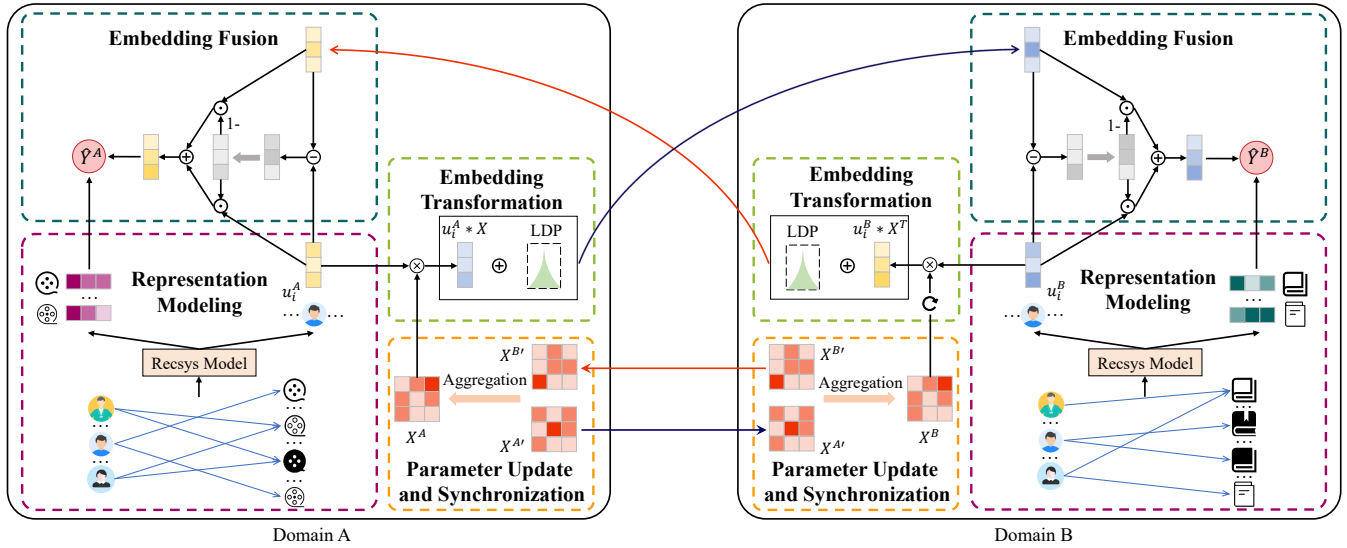 Embedding Fusion
1-
Ŷ^A
Embedding
Transformation
u_i^A * X
LDP
Representation
Modeling
u_i^A
...
... ...
Recsys Model
...
...
...
...
...
X^A
Aggregation
X^B′
X^A′
Parameter Update
and Synchronization
Domain A
Embedding Fusion
1-
Ŷ^B
Embedding
Transformation
LDP
u_i^B * X^T
Representation
Modeling
u_i^B
... ...
...
Recsys Model
...
...
...
...
...
X^B′
Aggregation
X^A′
X^B
Parameter Update
and Synchronization
Domain B